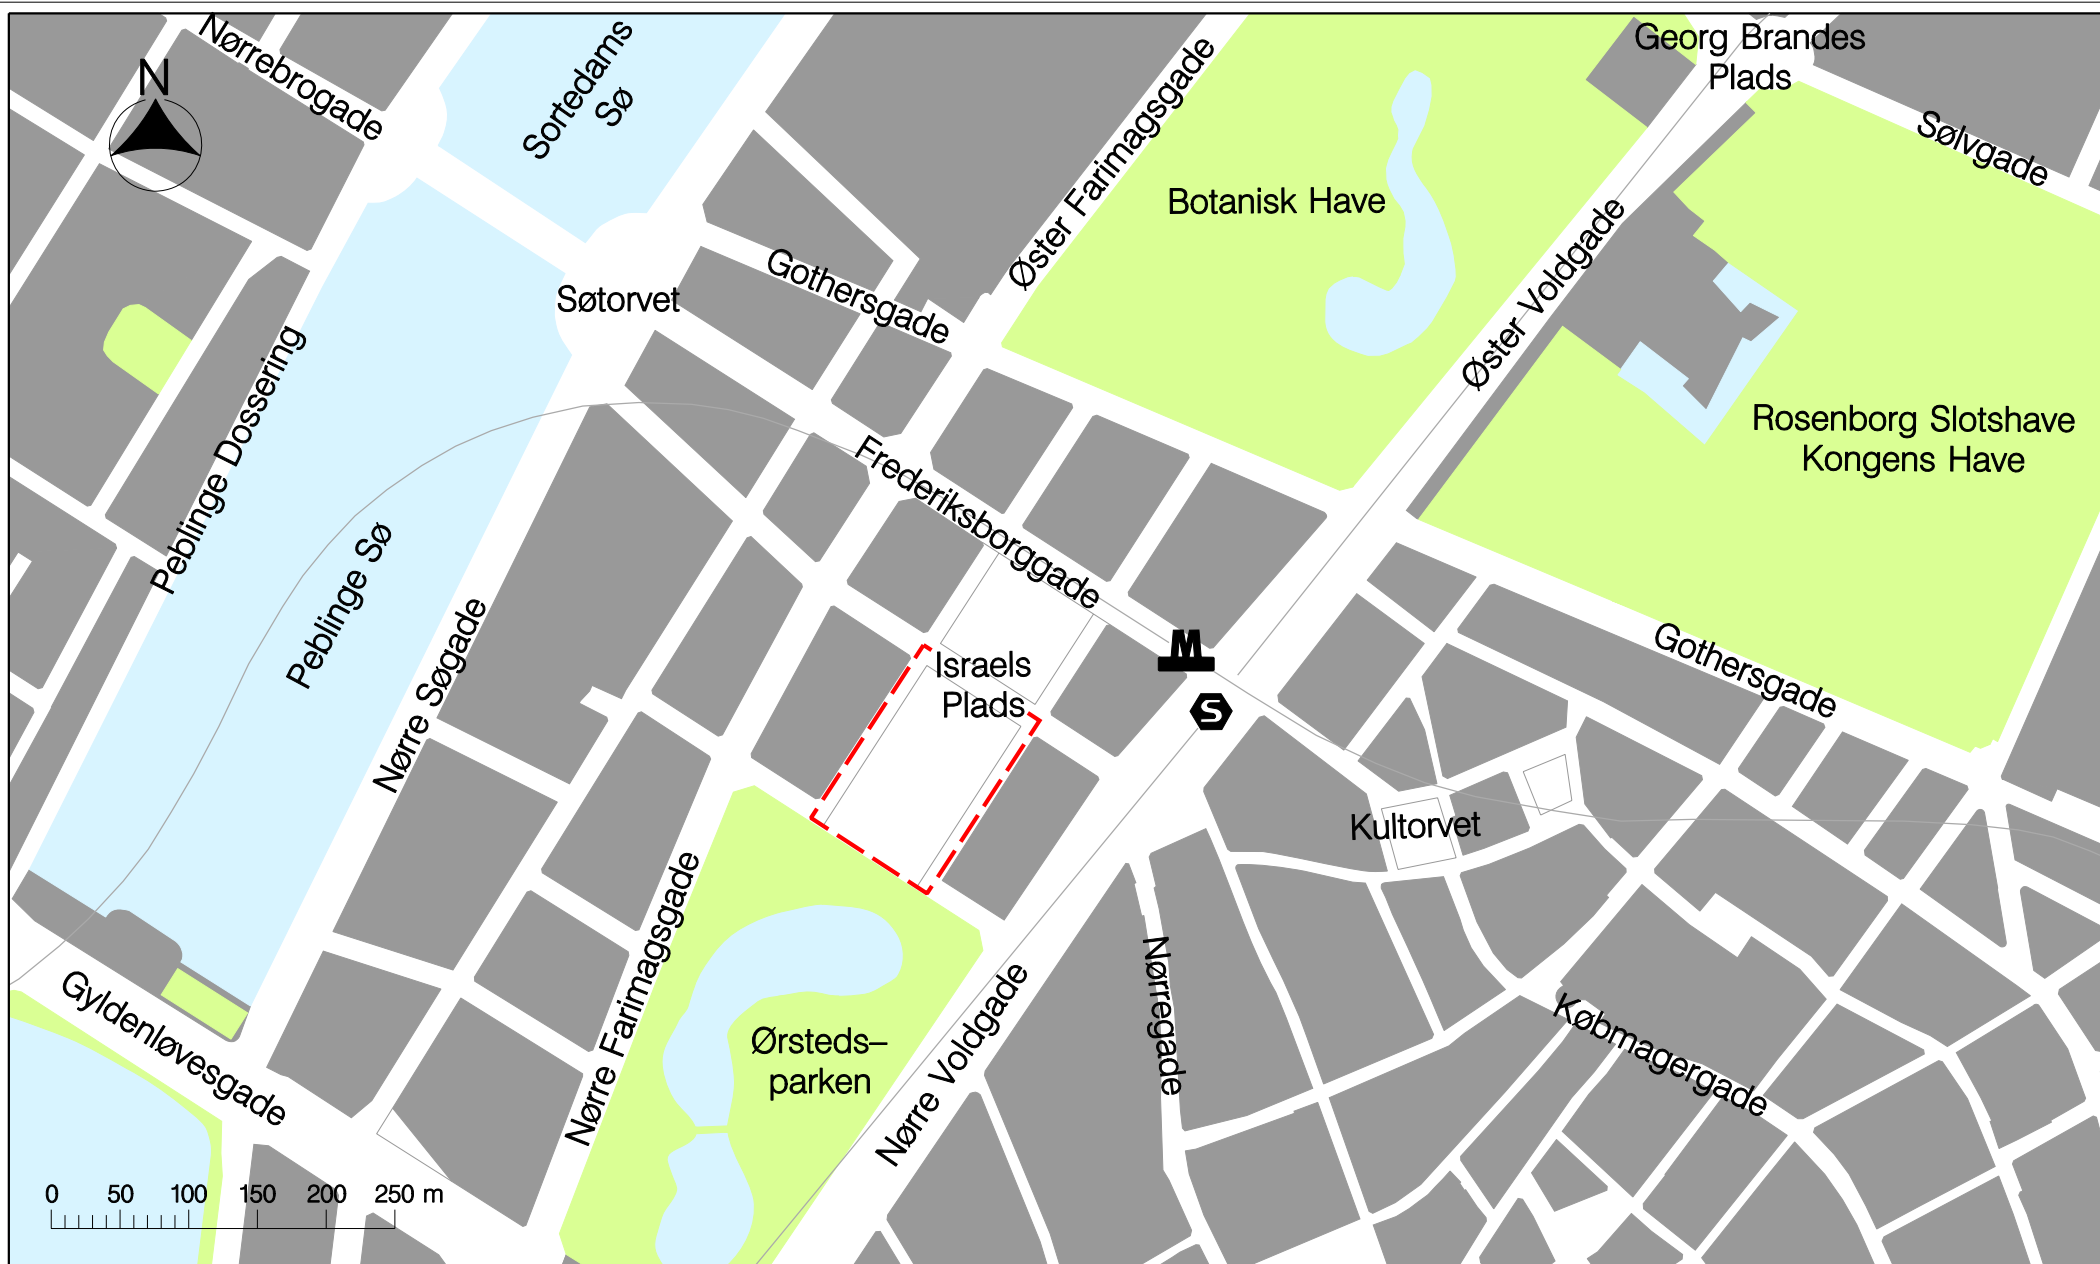 Nørrebrogade
N
Sortedams
Sø
Øster Farimagsgade
Georg Brandes
Plads
Sølvgade
Botanisk Have
Øster Voldgade
Søtorvet
Gothersgade
Peblinge Dossering
Rosenborg Slotshave
Kongens Have
Frederiksborggade
Peblinge Sø
Nørre Søgade
M
Israels
Plads
S
Gothersgade
Kultorvet
Nørre Farimagsgade
Nørregade
Gyldenløvesgade
Ørsteds–
parken
Nørre Voldgade
Købmagergade
0 50 100 150 200 250 m